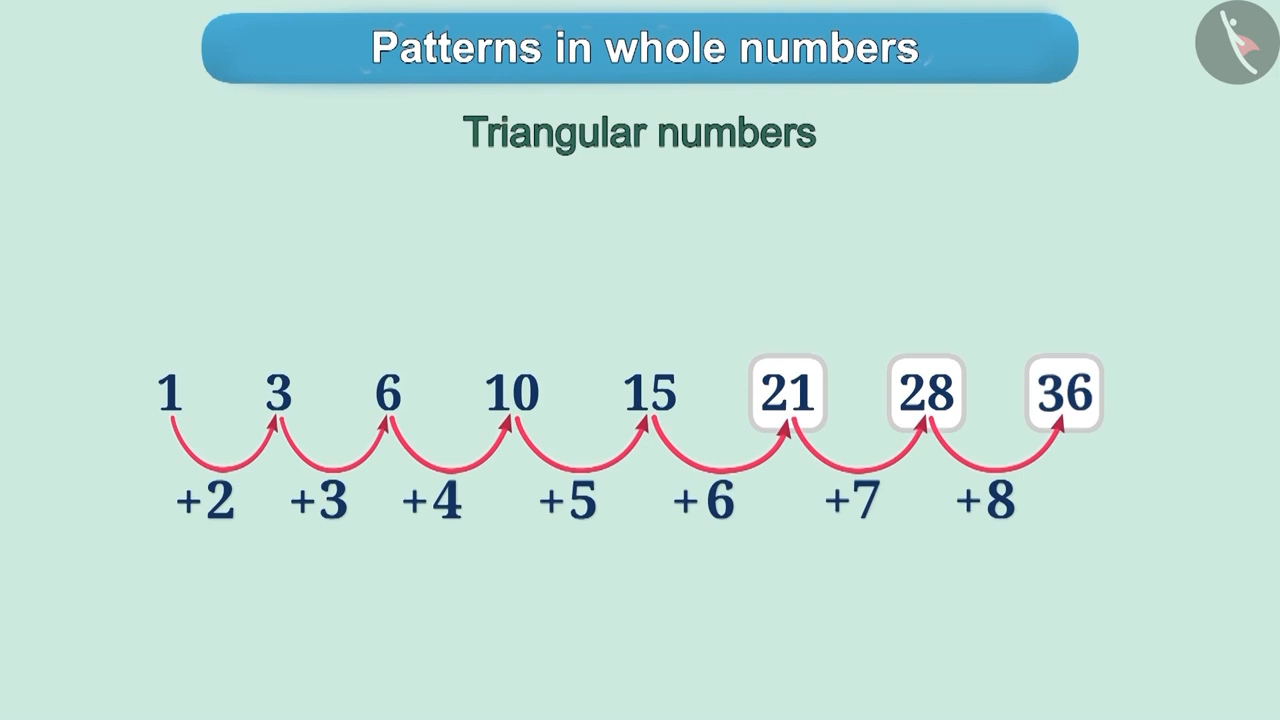 Patterns in whole numbers
Triangular numbers
1 3 6 10 15 21 28 36
+2 +3 +4 +5 +6 +7 +8